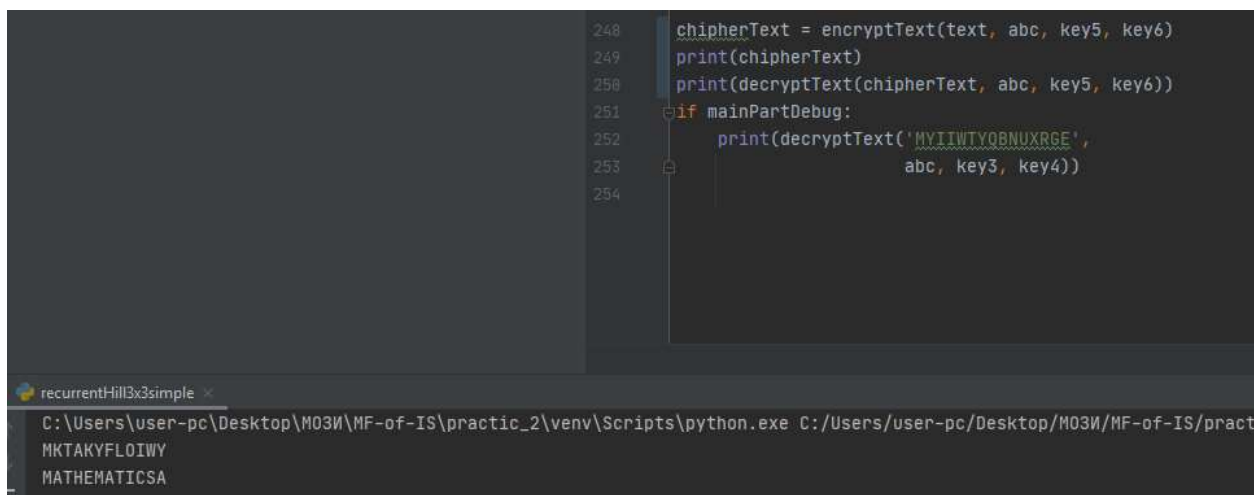 248 chipherText = encryptText(text, abc, key5, key6)
249 print(chipherText)
250 print(decryptText(chipherText, abc, key5, key6))
251 if mainPartDebug:
252 print(decryptText('MYIIWTYQBNUXRGE',
253 abc, key3, key4))
254
recurrentHill3x3simple ×
C:\Users\user-pc\Desktop\МОЗИ\MF-of-IS\practic_2\venv\Scripts\python.exe C:/Users/user-pc/Desktop/МОЗИ/MF-of-IS/pract
MKTAKYFLOIWY
MATHEMATICSA